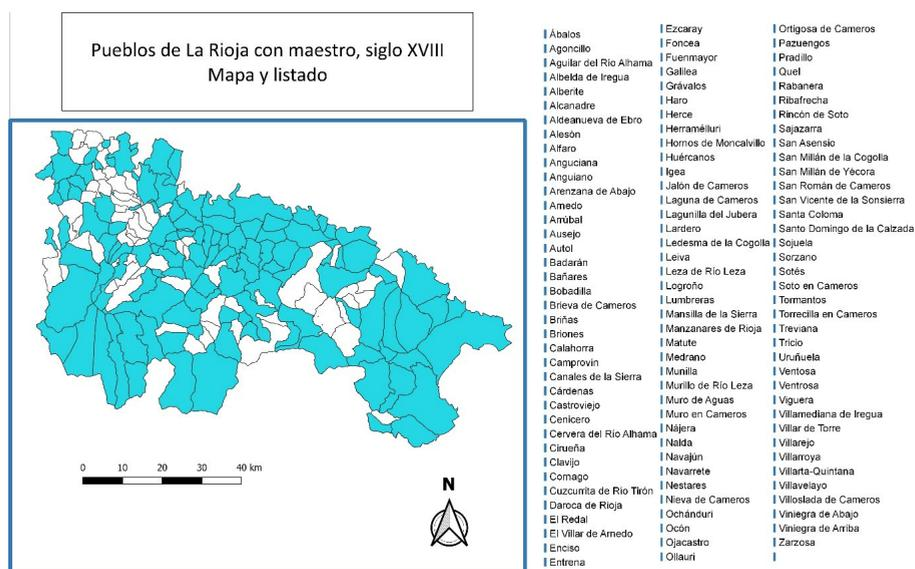 Pueblos de La Rioja con maestro, siglo XVIII
Mapa y listado
0 10 20 30 40 km
N
Ábalos
Agoncillo
Aguilar del Río Alhama
Albelda de Iregua
Alberite
Alcanadre
Aldeanueva de Ebro
Alesón
Alfaro
Anguciana
Anguiano
Arenzana de Abajo
Arnedo
Arrúbal
Ausejo
Autol
Badarán
Bañares
Bobadilla
Brieva de Cameros
Briñas
Briones
Calahorra
Camprovín
Canales de la Sierra
Cárdenas
Castroviejo
Cenicero
Cervera del Río Alhama
Cirueña
Clavijo
Cornago
Cuzcurrita de Río Tirón
Daroca de Rioja
El Redal
El Villar de Arnedo
Enciso
Entrena
Ezcaray
Foncea
Fuenmayor
Galilea
Grávalos
Haro
Herce
Herramélluri
Hornos de Moncalvillo
Huércanos
Igea
Jalón de Cameros
Laguna de Cameros
Lagunilla del Jubera
Lardero
Ledesma de la Cogolla
Leiva
Leza de Río Leza
Logroño
Lumbreras
Mansilla de la Sierra
Manzanares de Rioja
Matute
Medrano
Munilla
Murillo de Río Leza
Muro de Aguas
Muro en Cameros
Nájera
Nalda
Navajún
Navarrete
Nestares
Nieva de Cameros
Ochánduri
Ocón
Ojacastro
Ollauri
Ortigosa de Cameros
Pazuengos
Pradillo
Quel
Rabanera
Ribafrecha
Rincón de Soto
Sajazarra
San Asensio
San Millán de la Cogolla
San Millán de Yécora
San Román de Cameros
San Vicente de la Sonsierra
Santa Coloma
Santo Domingo de la Calzada
Sojuela
Sorzano
Sotés
Soto en Cameros
Tormantos
Torrecilla en Cameros
Treviana
Tricio
Uruñuela
Ventosa
Ventrosa
Viguera
Villamediana de Iregua
Villar de Torre
Villarejo
Villarroya
Villarta-Quintana
Villavelayo
Villoslada de Cameros
Viniegra de Abajo
Viniegra de Arriba
Zarzosa